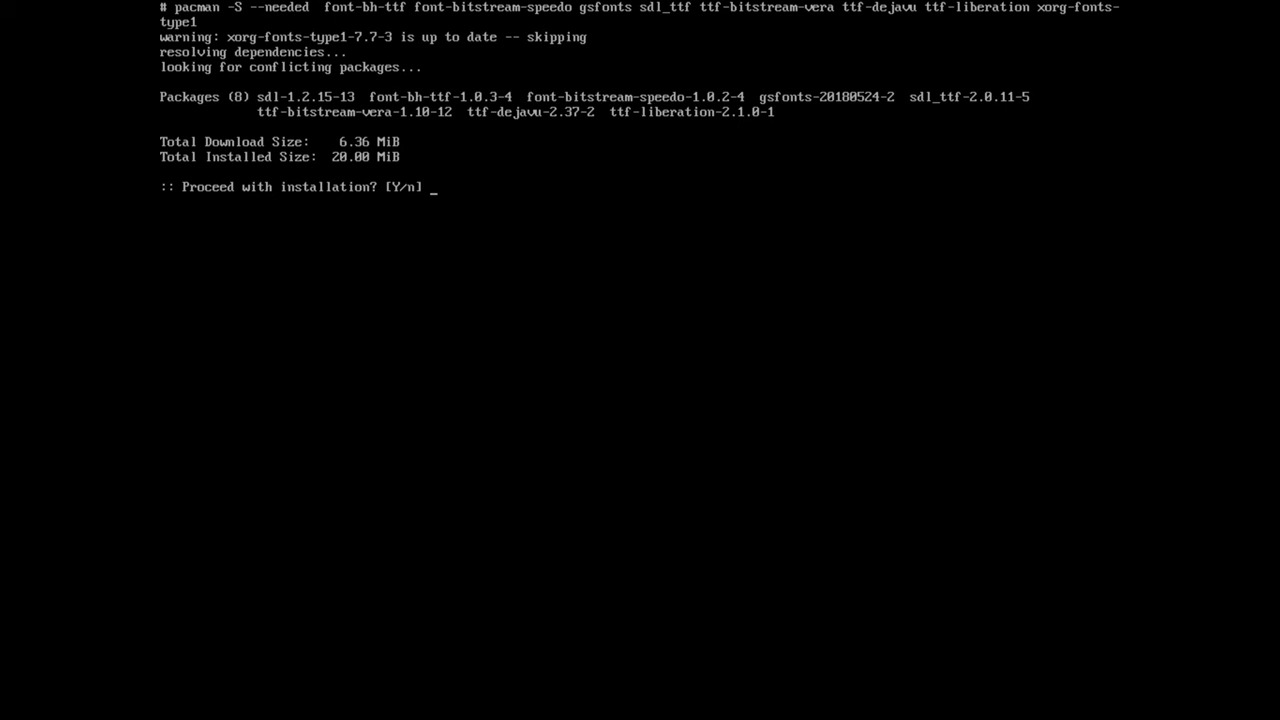 # pacman -S --needed  font-bh-ttf font-bitstream-speedo gsfonts sdl_ttf ttf-bitstream-vera ttf-dejavu ttf-liberation xorg-fonts-
type1
warning: xorg-fonts-type1-7.7-3 is up to date -- skipping
resolving dependencies...
looking for conflicting packages...
Packages (8) sdl-1.2.15-13  font-bh-ttf-1.0.3-4  font-bitstream-speedo-1.0.2-4  gsfonts-20180524-2  sdl_ttf-2.0.11-5
ttf-bitstream-vera-1.10-12  ttf-dejavu-2.37-2  ttf-liberation-2.1.0-1
Total Download Size:    6.36 MiB
Total Installed Size:  20.00 MiB
:: Proceed with installation? [Y/n] _